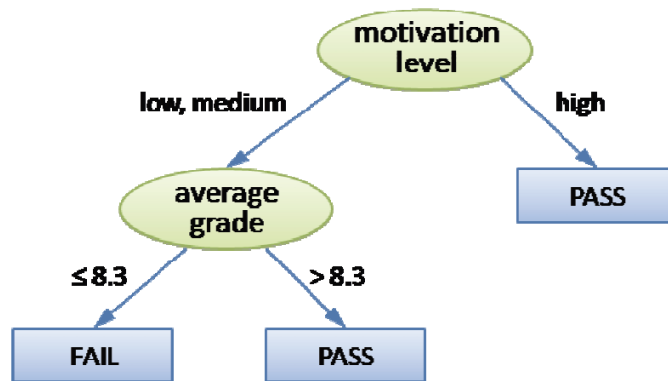 motivation
level
low, medium
high
average
grade
PASS
≤ 8.3
> 8.3
FAIL
PASS